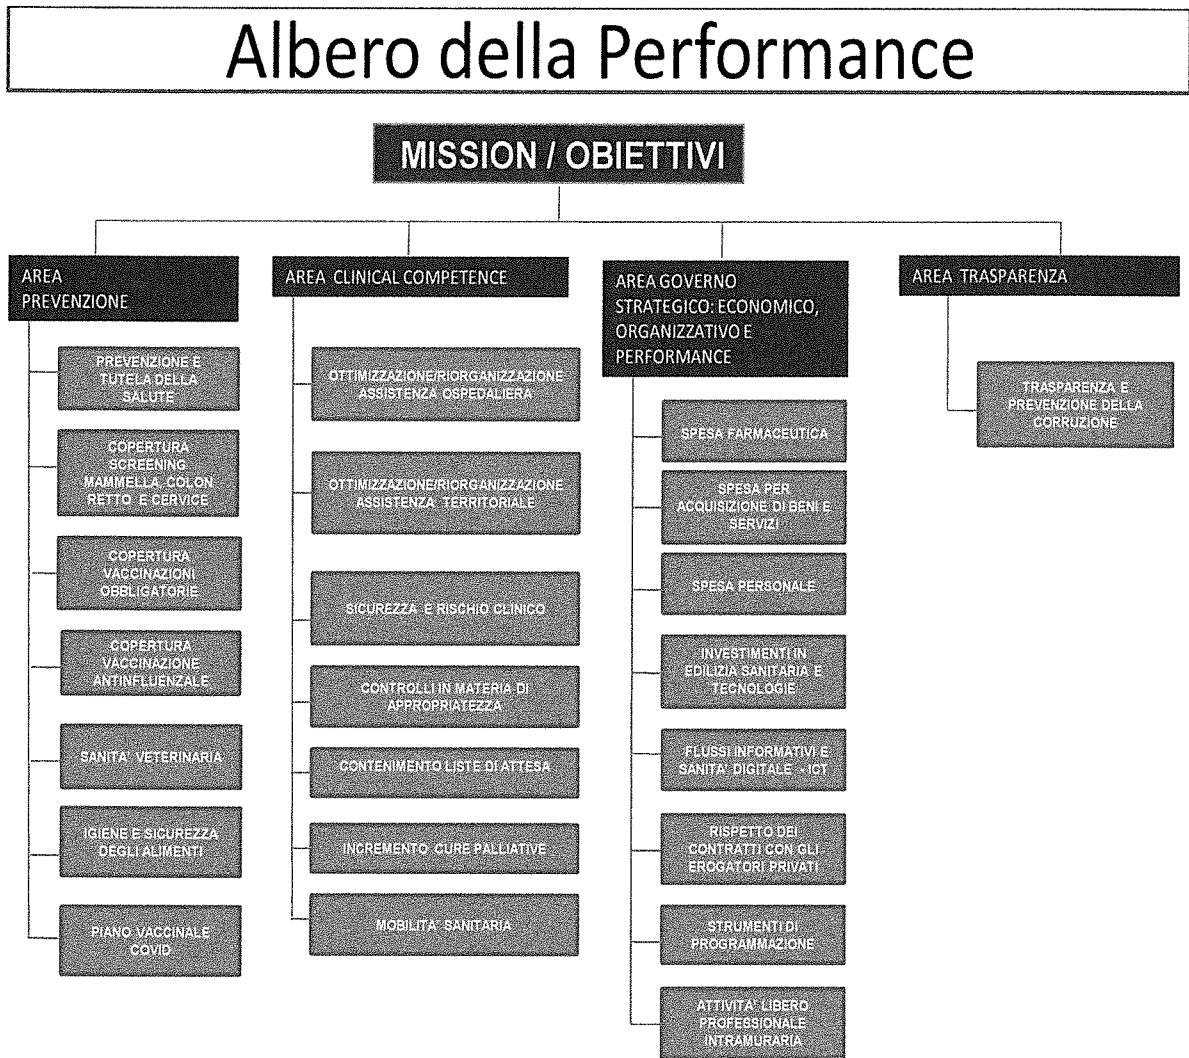 Albero della Performance
MISSION / OBIETTIVI
AREA
PREVENZIONE
PREVENZIONE E
TUTELA DELLA
SALUTE
COPERTURA
SCREENING
MAMMELLA, COLON
RETTO E CERVICE
COPERTURA
VACCINAZIONI
OBBLIGATORIE
COPERTURA
VACCINAZIONE
ANTINFLUENZALE
SANITA' VETERINARIA
IGIENE E SICUREZZA
DEGLI ALIMENTI
PIANO VACCINALE
COVID
AREA CLINICAL COMPETENCE
OTTIMIZZAZIONE/RIORGANIZZAZIONE
ASSISTENZA OSPEDALIERA
OTTIMIZZAZIONE/RIORGANIZZAZIONE
ASSISTENZA TERRITORIALE
SICUREZZA E RISCHIO CLINICO
CONTROLLI IN MATERIA DI
APPROPRIATEZZA
CONTENIMENTO LISTE DI ATTESA
INCREMENTO CURE PALLIATIVE
MOBILITA' SANITARIA
AREA GOVERNO
STRATEGICO: ECONOMICO,
ORGANIZZATIVO E
PERFORMANCE
SPESA FARMACEUTICA
SPESA PER
ACQUISIZIONE DI BENI E
SERVIZI
SPESA PERSONALE
INVESTIMENTI IN
EDILIZIA SANITARIA E
TECNOLOGIE
FLUSSI INFORMATIVI E
SANITA' DIGITALE - ICT
RISPETTO DEI
CONTRATTI CON GLI
EROGATORI PRIVATI
STRUMENTI DI
PROGRAMMAZIONE
ATTIVITA' LIBERO
PROFESSIONALE
INTRAMURARIA
AREA TRASPARENZA
TRASPARENZA E
PREVENZIONE DELLA
CORRUZIONE